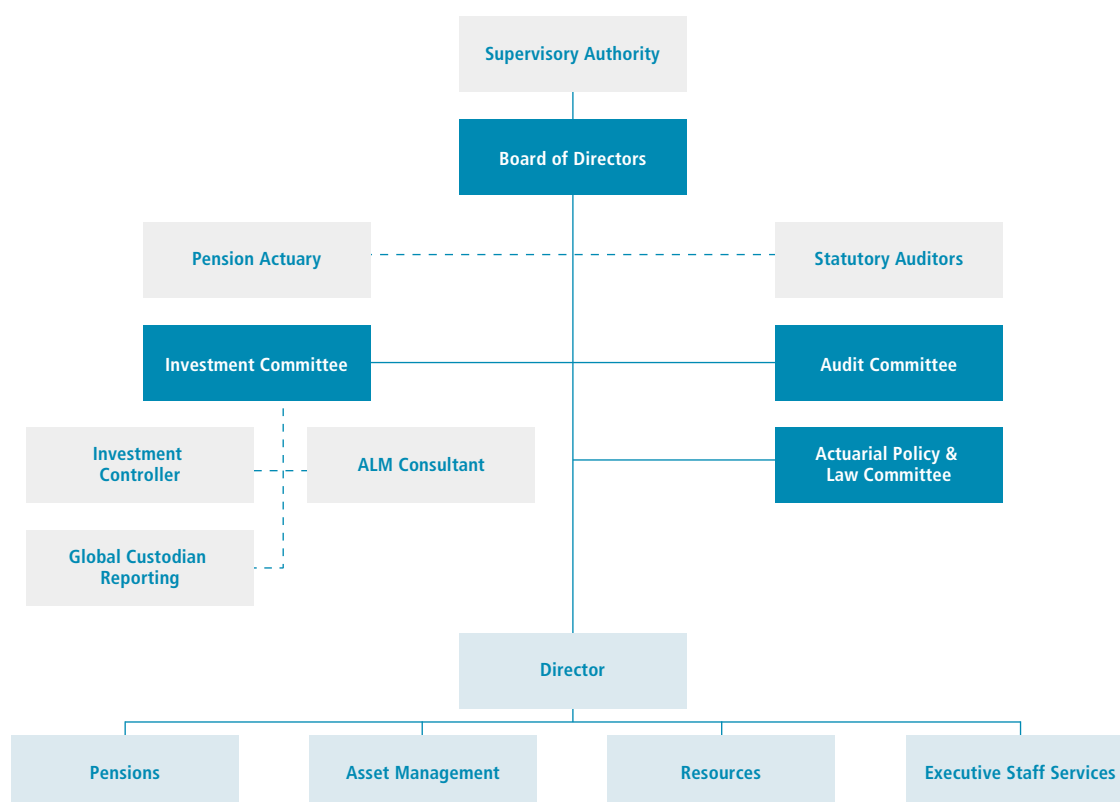 Supervisory Authority
Board of Directors
Pension Actuary
Statutory Auditors
Investment Committee
Audit Committee
Investment
Controller
ALM Consultant
Actuarial Policy &
Law Committee
Global Custodian
Reporting
Director
Pensions
Asset Management
Resources
Executive Staff Services